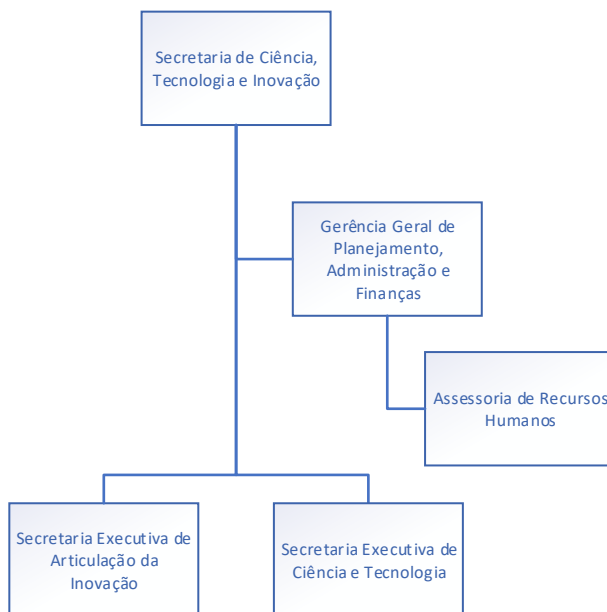 Secretaria de Ciência,
Tecnologia e Inovação
Gerência Geral de
Planejamento,
Administração e
Finanças
Assessoria de Recursos
Humanos
Secretaria Executiva de
Articulação da
Inovação
Secretaria Executiva de
Ciência e Tecnologia